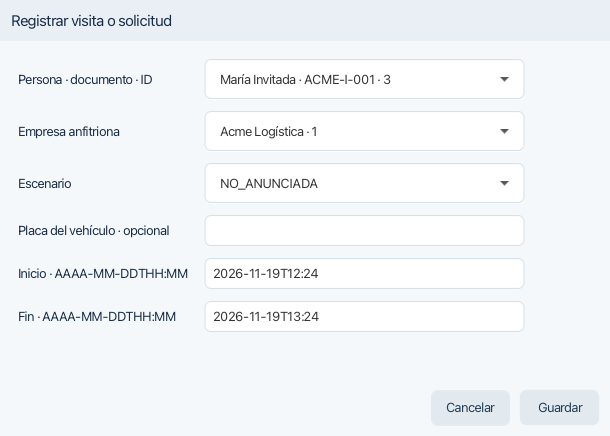 Registrar visita o solicitud
Persona · documento · ID
María Invitada · ACME-I-001 · 3
Empresa anfitriona
Acme Logística · 1
Escenario
NO_ANUNCIADA
Placa del vehículo · opcional
Inicio · AAAA-MM-DDTHH:MM
2026-11-19T12:24
Fin · AAAA-MM-DDTHH:MM
2026-11-19T13:24
Cancelar
Guardar